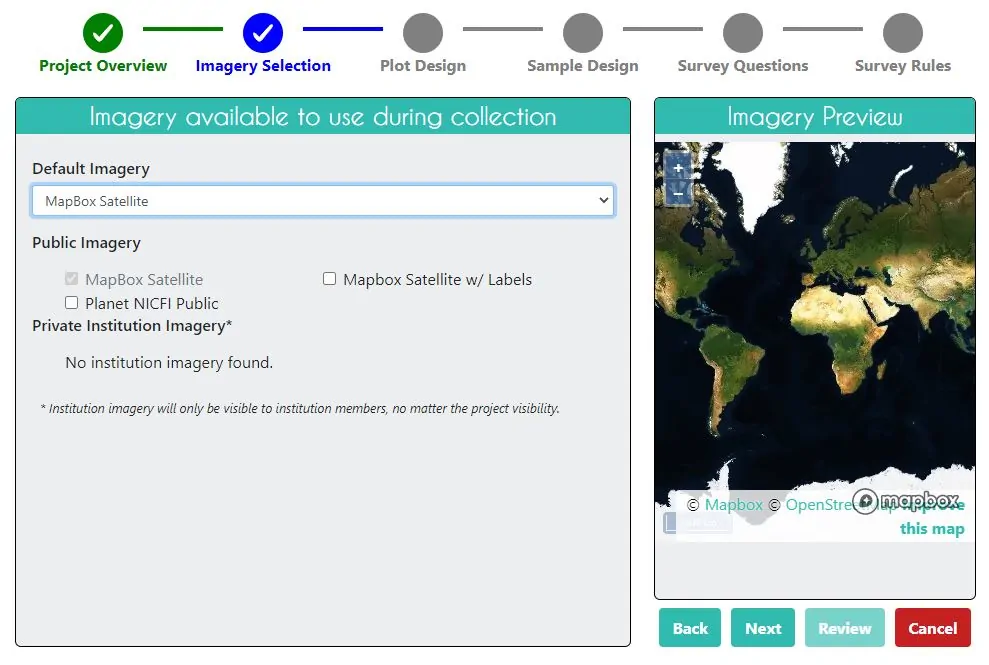 Project Overview
Imagery Selection
Plot Design
Sample Design
Survey Questions
Survey Rules
Imagery available to use during collection
Default Imagery
MapBox Satellite
Public Imagery
MapBox Satellite
Mapbox Satellite w/ Labels
Planet NICFI Public
Private Institution Imagery*
No institution imagery found.
* Institution imagery will only be visible to institution members, no matter the project visibility.
Imagery Preview
+
−
mapbox
© Mapbox ©
this map
Back
Next
Review
Cancel